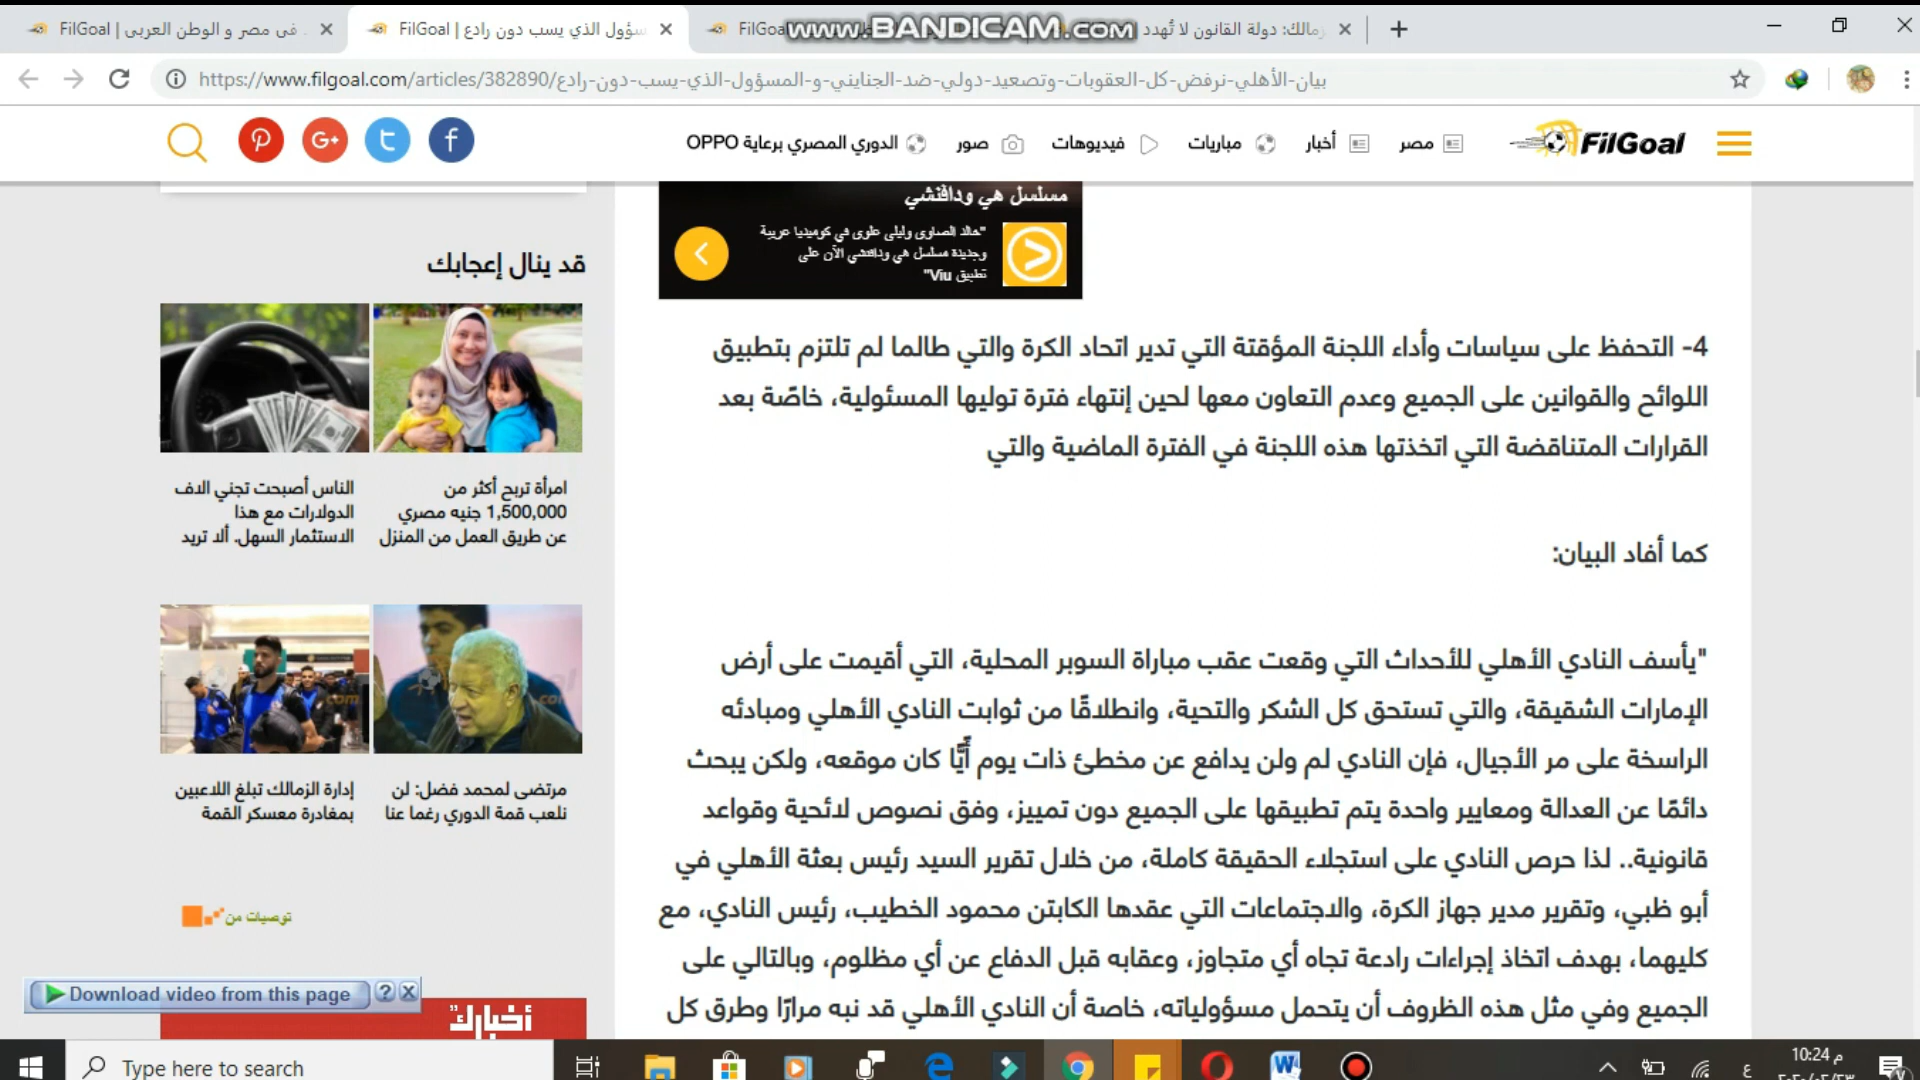 FilGoal | في مصر و الوطن العربي
FilGoal | سؤول الذي يسب دون رادع
FilGoal
مالك: دولة القانون لا تُهدد
www.BANDICAM.com
https://www.filgoal.com/articles/382890/بيان-الأهلي-نرفض-كل-العقوبات-وتصعيد-دولي-ضد-الجنايني-و-المسؤول-الذي-يسب-دون-رادع
FilGoal
مصر
أخبار
مباريات
فيديوهات
صور
الدوري المصري برعاية OPPO
مسلسل هي ودافنشي
"خالد الصاوى وليلى علوى في كوميديا عربية
وجديدة مسلسل هي ودافنشي الآن على
تطبيق Viu"
4- التحفظ على سياسات وأداء اللجنة المؤقتة التي تدير اتحاد الكرة والتي طالما لم تلتزم بتطبيق
اللوائح والقوانين على الجميع وعدم التعاون معها لحين إنتهاء فترة توليها المسئولية، خاصًة بعد
القرارات المتناقضة التي اتخذتها هذه اللجنة في الفترة الماضية والتي
كما أفاد البيان:
"يأسف النادي الأهلي للأحداث التي وقعت عقب مباراة السوبر المحلية، التي أقيمت على أرض
الإمارات الشقيقة، والتي تستحق كل الشكر والتحية، وانطلاقًا من ثوابت النادي الأهلي ومبادئه
الراسخة على مر الأجيال، فإن النادي لم ولن يدافع عن مخطئ ذات يوم أيًّا كان موقعه، ولكن يبحث
دائمًا عن العدالة ومعايير واحدة يتم تطبيقها على الجميع دون تمييز، وفق نصوص لائحية وقواعد
قانونية.. لذا حرص النادي على استجلاء الحقيقة كاملة، من خلال تقرير السيد رئيس بعثة الأهلي في
أبو ظبي، وتقرير مدير جهاز الكرة، والاجتماعات التي عقدها الكابتن محمود الخطيب، رئيس النادي، مع
كليهما، بهدف اتخاذ إجراءات رادعة تجاه أي متجاوز، وعقابه قبل الدفاع عن أي مظلوم، وبالتالي على
الجميع وفي مثل هذه الظروف أن يتحمل مسؤولياته، خاصة أن النادي الأهلي قد نبه مرارًا وطرق كل
قد ينال إعجابك
امرأة تربح أكثر من
1,500,000 جنيه مصري
عن طريق العمل من المنزل
الناس أصبحت تجني الاف
الدولارات مع هذا
الاستثمار السهل. ألا تريد
مرتضى لمحمد فضل: لن
نلعب قمة الدوري رغما عنا
إدارة الزمالك تبلغ اللاعبين
بمغادرة معسكر القمة
توصيات من
أخبارك
Download video from this page
Type here to search
ع
10:24 م
٢٠٢٠/٠٢/٢٣